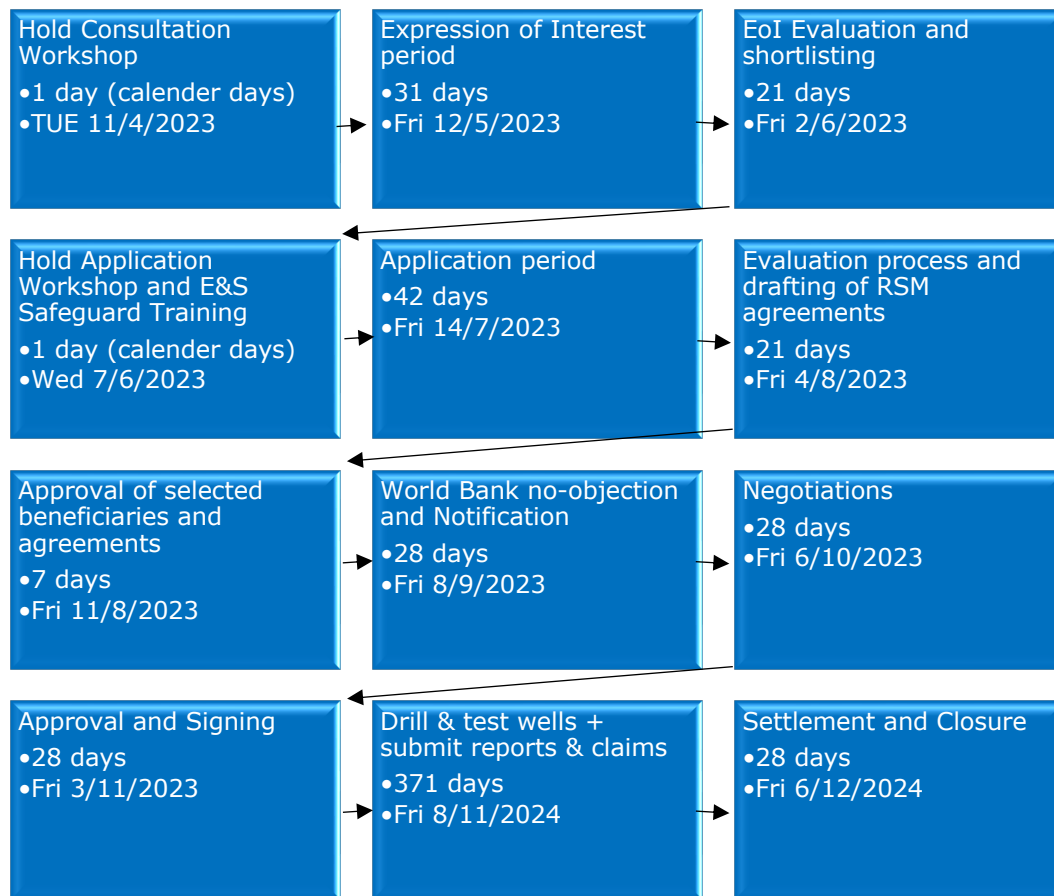 Hold Consultation
Workshop
•1 day (calender days)
•TUE 11/4/2023
Expression of Interest
period
•31 days
•Fri 12/5/2023
EoI Evaluation and
shortlisting
•21 days
•Fri 2/6/2023
Hold Application
Workshop and E&S
Safeguard Training
•1 day (calender days)
•Wed 7/6/2023
Application period
•42 days
•Fri 14/7/2023
Evaluation process and
drafting of RSM
agreements
•21 days
•Fri 4/8/2023
Approval of selected
beneficiaries and
agreements
•7 days
•Fri 11/8/2023
World Bank no-objection
and Notification
•28 days
•Fri 8/9/2023
Negotiations
•28 days
•Fri 6/10/2023
Approval and Signing
•28 days
•Fri 3/11/2023
Drill & test wells +
submit reports & claims
•371 days
•Fri 8/11/2024
Settlement and Closure
•28 days
•Fri 6/12/2024